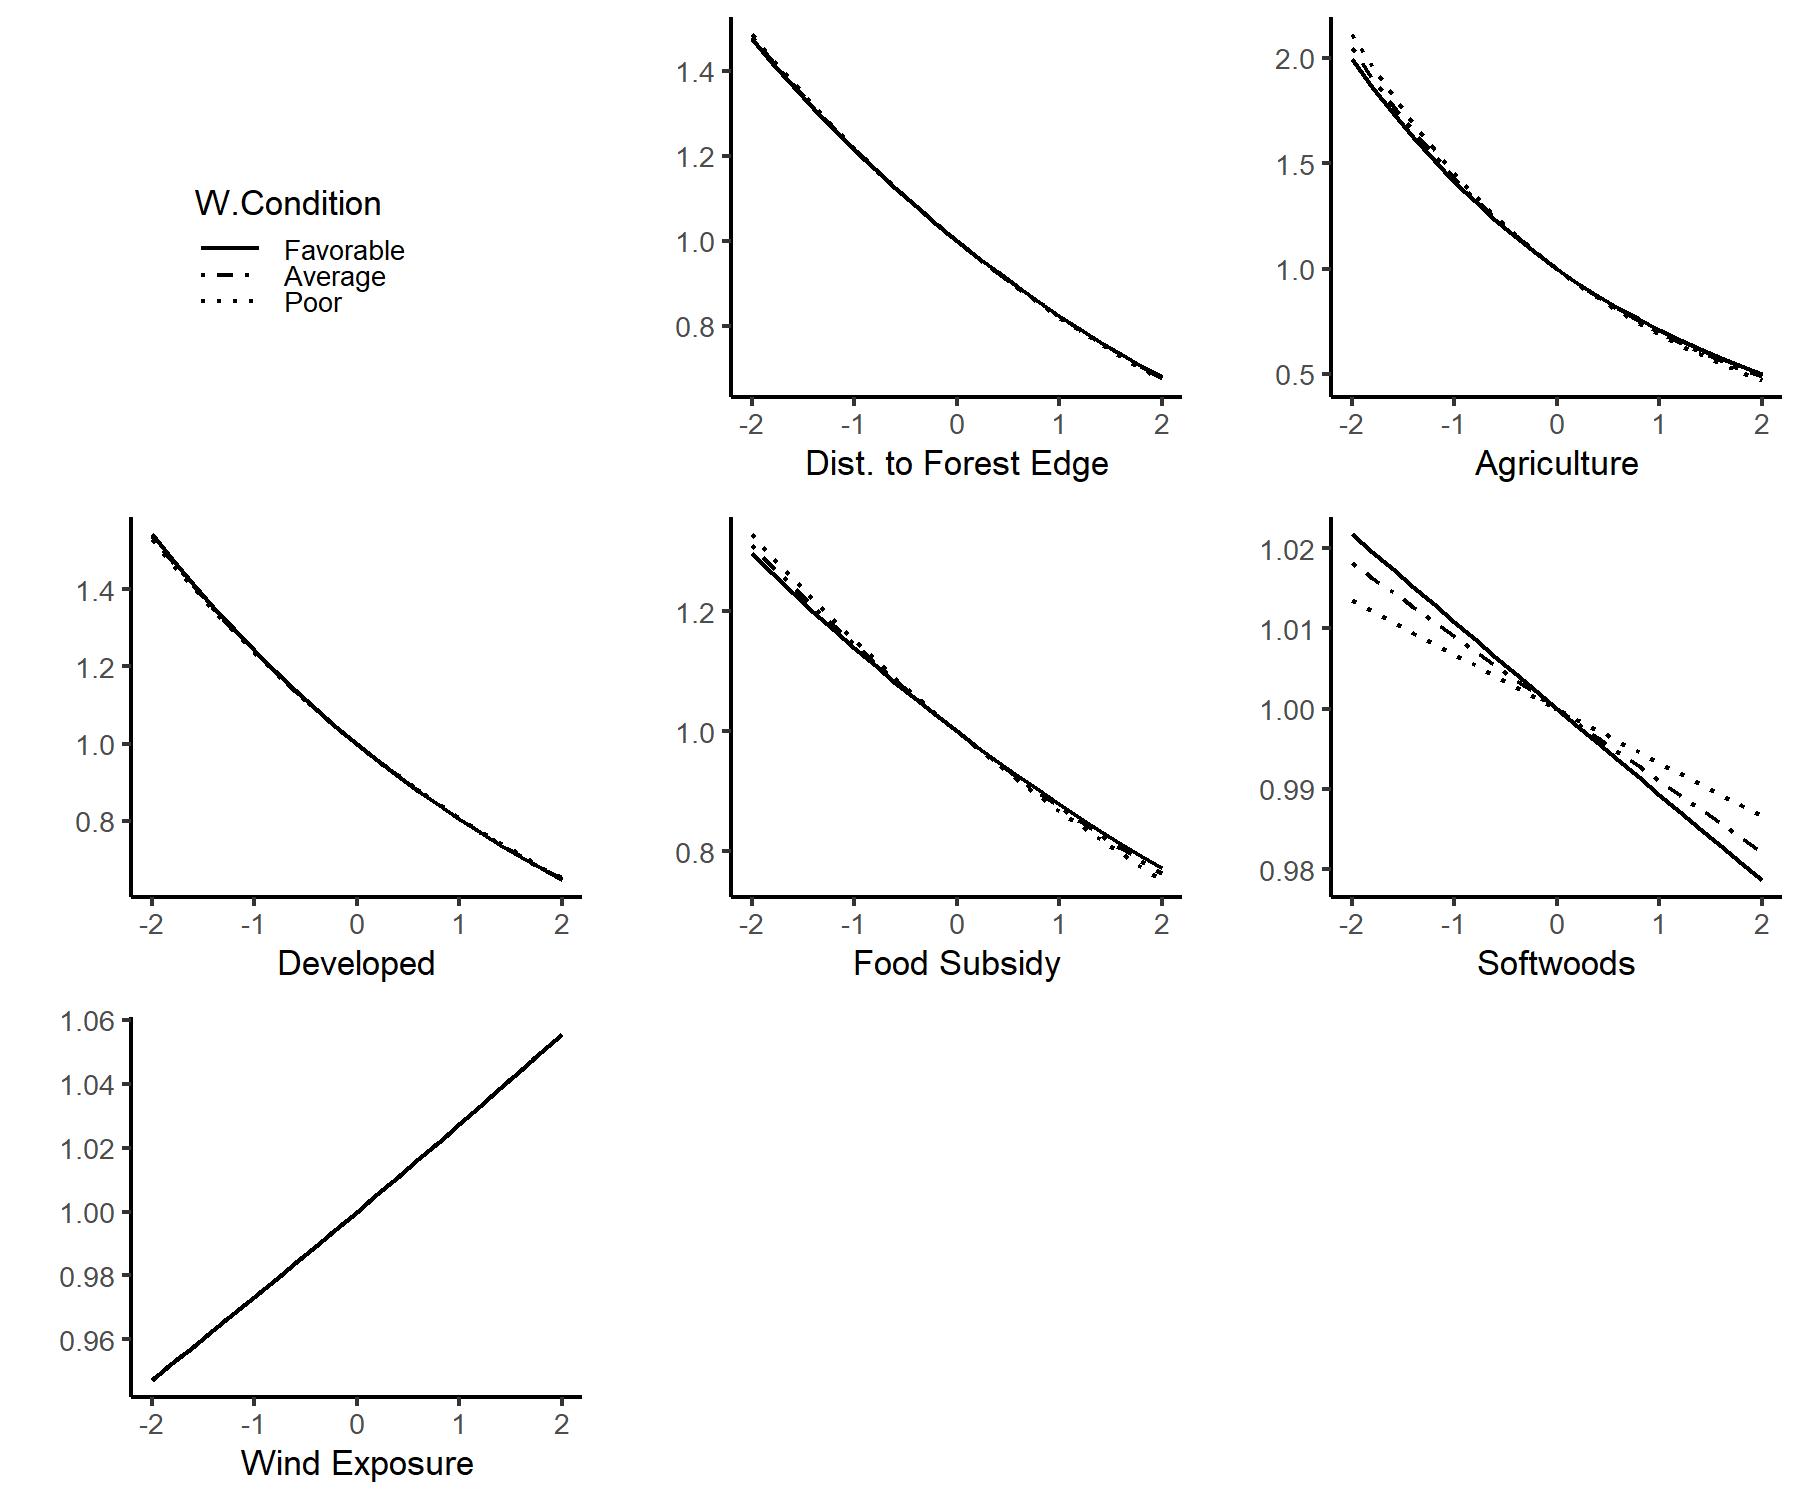 W.Condition
Favorable
Average
Poor
1.4
1.2
1.0
0.8
-2 -1 0 1 2
Dist. to Forest Edge
2.0
1.5
1.0
0.5
-2 -1 0 1 2
Agriculture
1.4
1.2
1.0
0.8
-2 -1 0 1 2
Developed
1.2
1.0
0.8
-2 -1 0 1 2
Food Subsidy
1.02
1.01
1.00
0.99
0.98
-2 -1 0 1 2
Softwoods
1.06
1.04
1.02
1.00
0.98
0.96
-2 -1 0 1 2
Wind Exposure